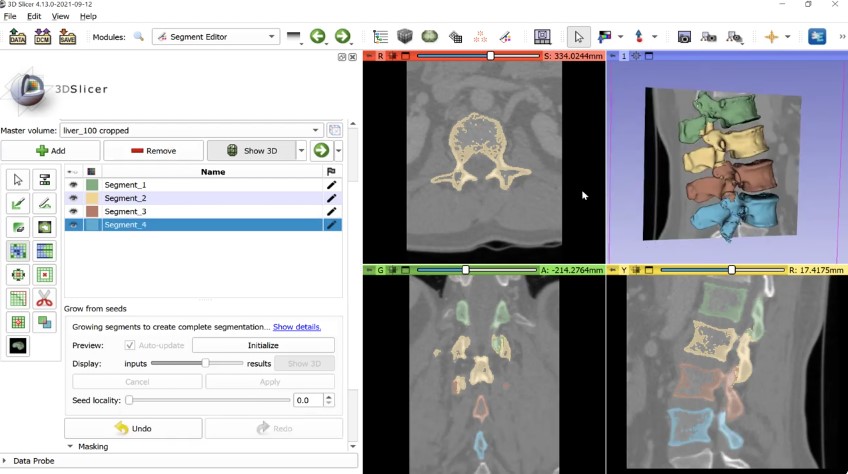 3D Slicer 4.13.0-2021-09-12
File Edit View Help
DATA DCM SAVE Modules: Segment Editor
R S: 334.0244mm 1
3DSlicer
Master volume: liver_100 cropped
Add Remove Show 3D
Name
Segment_1
Segment_2
Segment_3
Segment_4
G A: -214.2764mm Y R: 17.4175mm
Grow from seeds
Growing segments to create complete segmentation... Show details.
Preview: Auto-update Initialize
Display: inputs results Show 3D
Cancel Apply
Seed locality: 0.0
Undo Redo
Masking
Data Probe